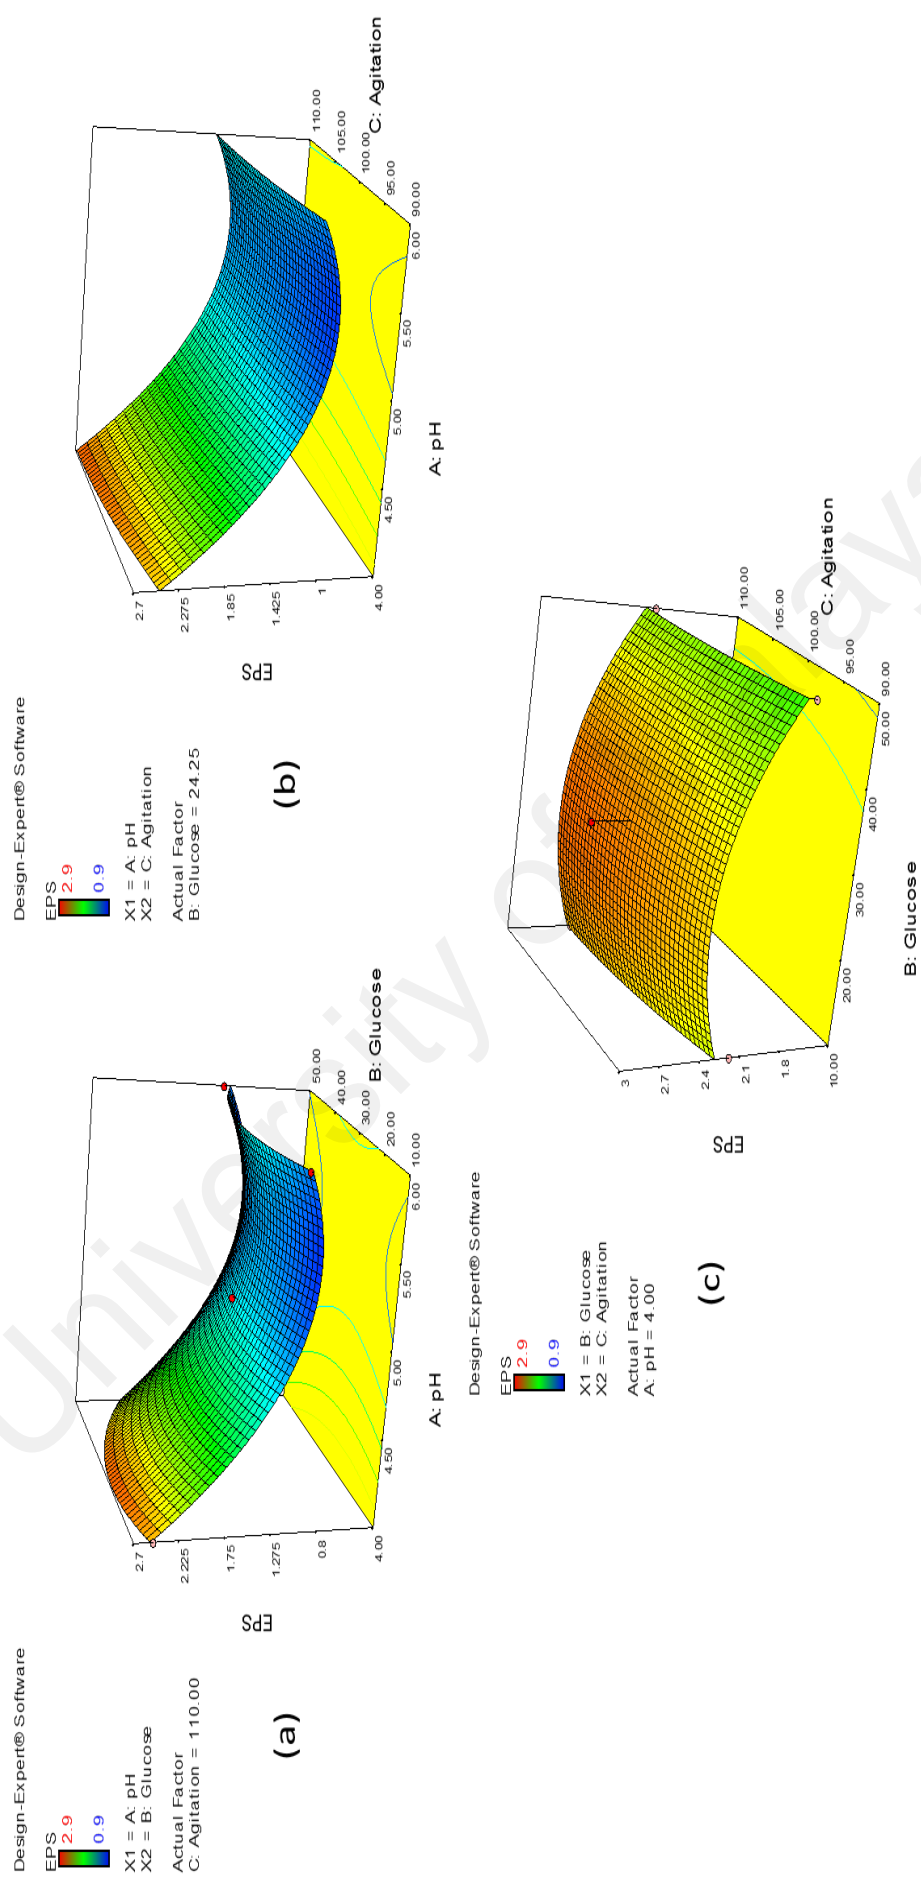 Design-Expert® Software
EPS
2.9
0.9
X1 = A: pH
X2 = B: Glucose
Actual Factor
C: Agitation = 110.00
(a)
EPS
2.7
2.225
1.75
1.275
0.8
4.00
4.50
5.00
5.50
6.00
A: pH
10.00
20.00
30.00
40.00
50.00
B: Glucose
Design-Expert® Software
EPS
2.9
0.9
X1 = A: pH
X2 = C: Agitation
Actual Factor
B: Glucose = 24.25
(b)
EPS
2.7
2.275
1.85
1.425
1
4.00
4.50
5.00
5.50
6.00
A: pH
90.00
95.00
100.00
105.00
110.00
C: Agitation
Design-Expert® Software
EPS
2.9
0.9
X1 = B: Glucose
X2 = C: Agitation
Actual Factor
A: pH = 4.00
(c)
EPS
3
2.7
2.4
2.1
1.8
10.00
20.00
30.00
40.00
50.00
B: Glucose
90.00
95.00
100.00
105.00
110.00
C: Agitation
University of